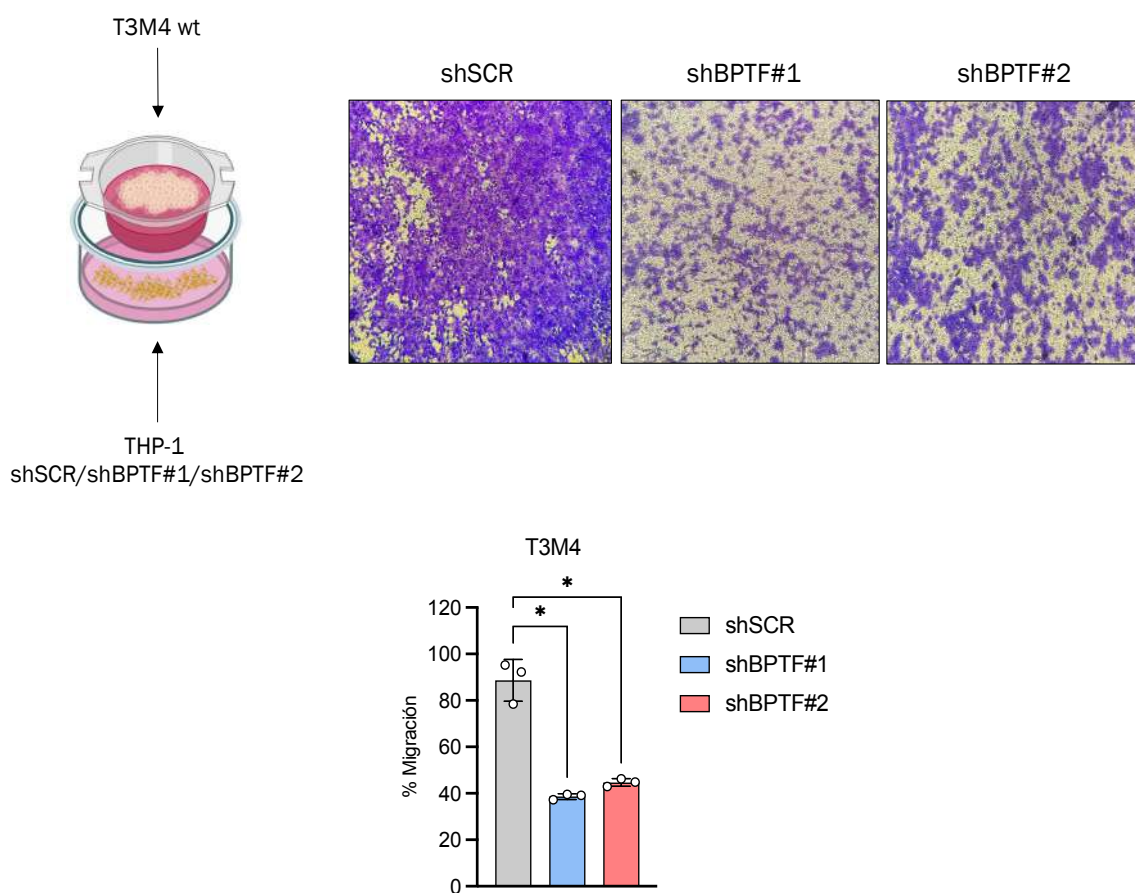 T3M4 wt
THP-1
shSCR/shBPTF#1/shBPTF#2
shSCR
shBPTF#1
shBPTF#2
T3M4
*
*
% Migración
120
100
80
60
40
20
0
shSCR
shBPTF#1
shBPTF#2